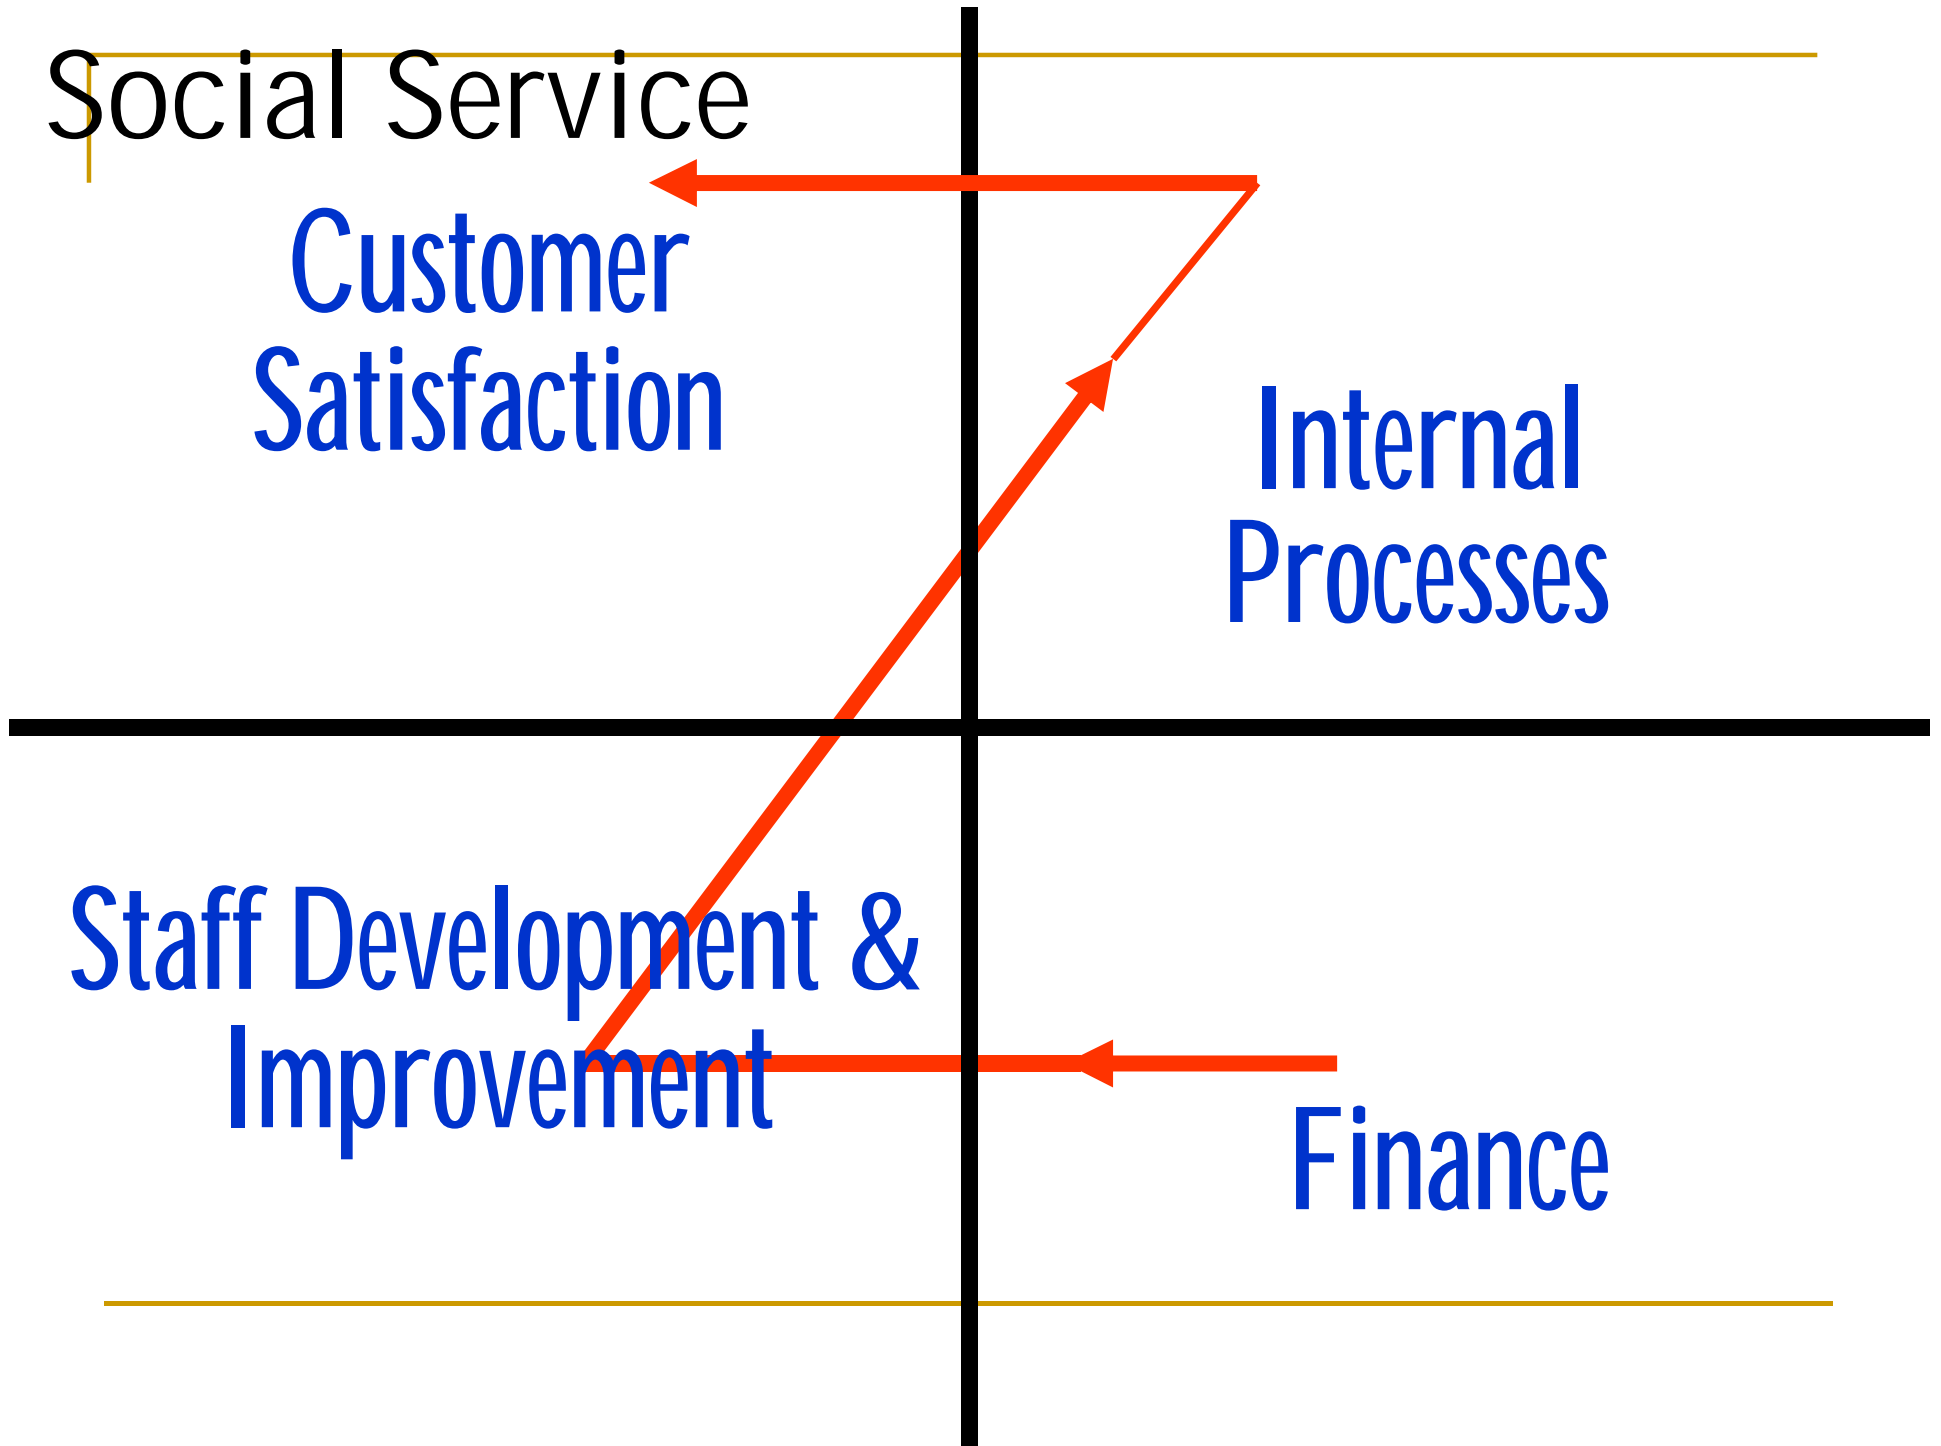 Social Service
Customer
Satisfaction
Internal
Processes
Staff Development &
Improvement
Finance